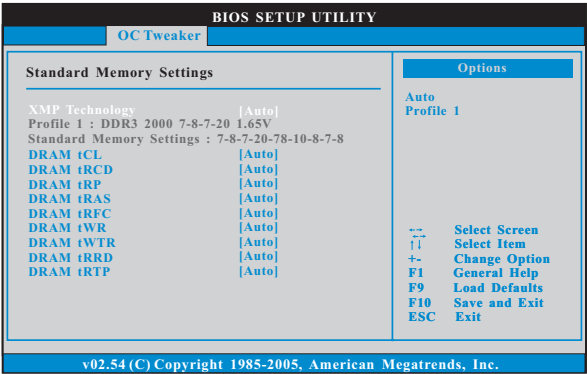 BIOS SETUP UTILITY
OC Tweaker
Standard Memory Settings
XMP Technology [Auto]
Profile 1 : DDR3 2000 7-8-7-20 1.65V
Standard Memory Settings : 7-8-7-20-78-10-8-7-8
DRAM tCL [Auto]
DRAM tRCD [Auto]
DRAM tRP [Auto]
DRAM tRAS [Auto]
DRAM tRFC [Auto]
DRAM tWR [Auto]
DRAM tWTR [Auto]
DRAM tRRD [Auto]
DRAM tRTP [Auto]
Options
Auto
Profile 1
←→ Select Screen
↑↓ Select Item
+- Change Option
F1 General Help
F9 Load Defaults
F10 Save and Exit
ESC Exit
v02.54 (C) Copyright 1985-2005, American Megatrends, Inc.